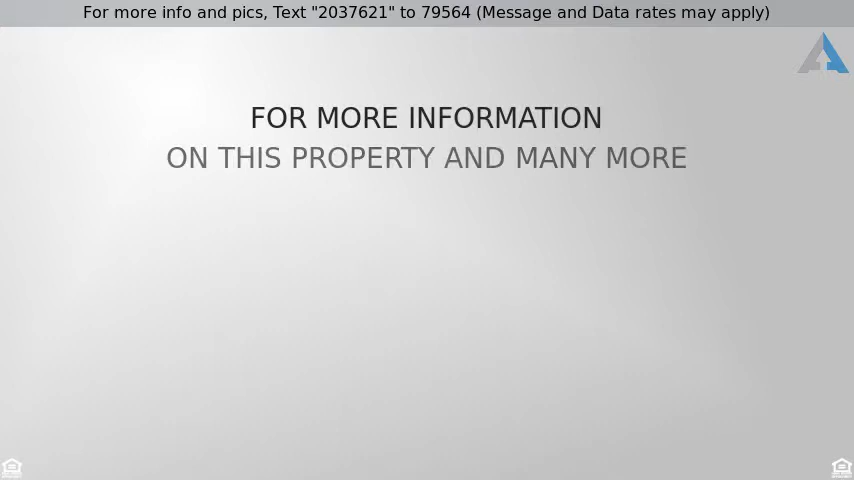 For more info and pics, Text "2037621" to 79564 (Message and Data rates may apply)
FOR MORE INFORMATION
ON THIS PROPERTY AND MANY MORE